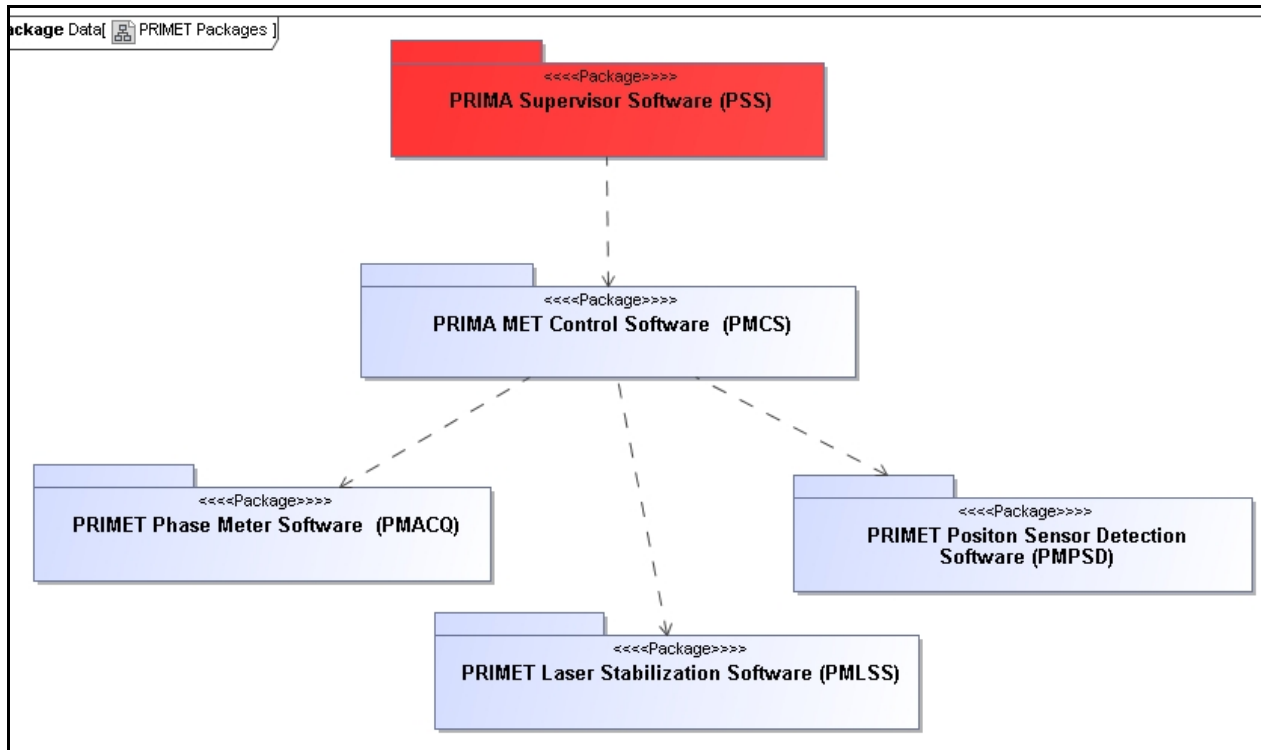 ackage Data[ PRIMET Packages ]
<<<<Package>>>>
PRIMA Supervisor Software (PSS)
<<<<Package>>>>
PRIMA MET Control Software (PMCS)
<<<<Package>>>>
PRIMET Phase Meter Software (PMACQ)
<<<<Package>>>>
PRIMET Positon Sensor Detection
Software (PMPSD)
<<<<Package>>>>
PRIMET Laser Stabilization Software (PMLSS)